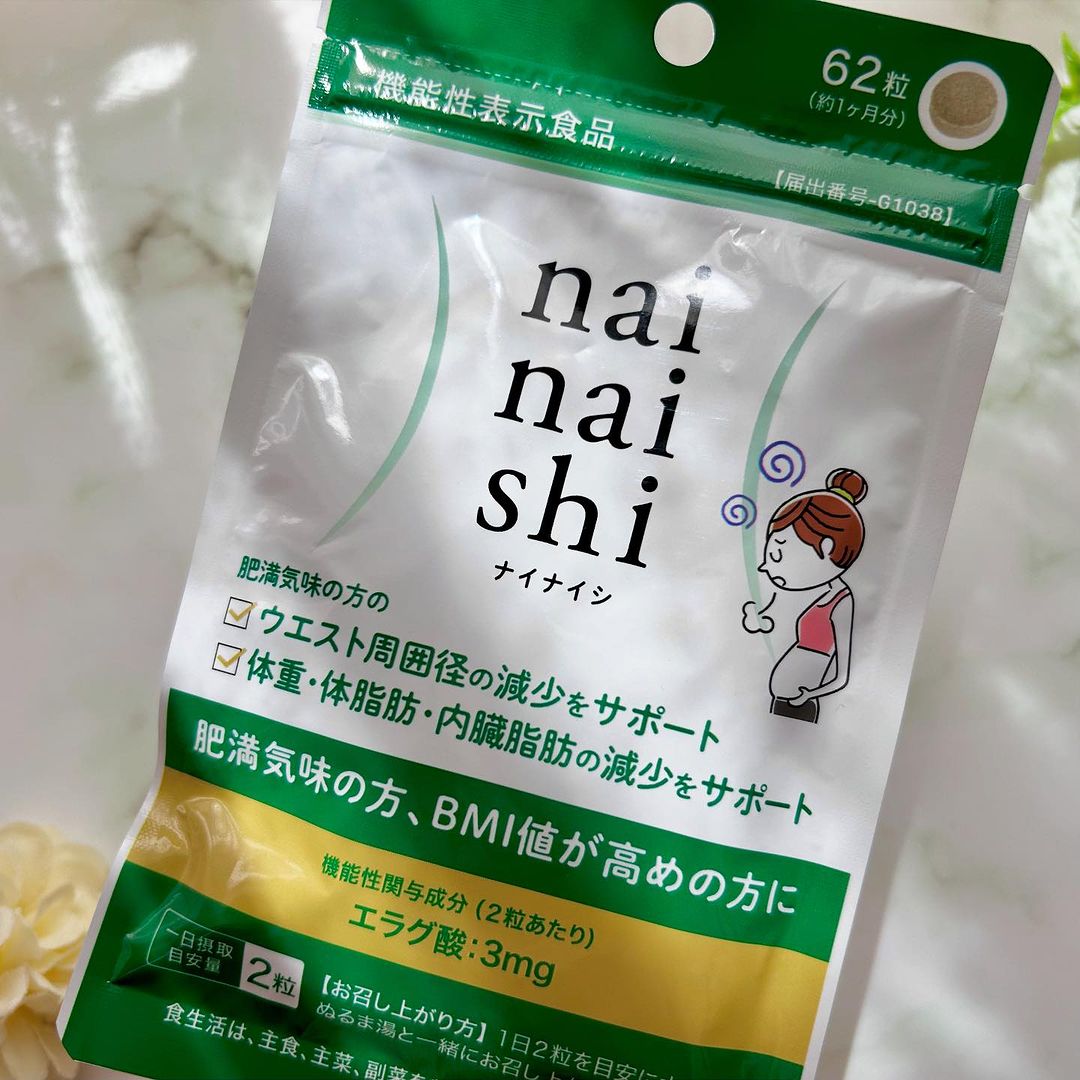 62粒
(約1ヶ月分)
機能性表示食品
【届出番号-G1038】
nai
nai
shi
ナイナイシ
肥満気味の方の
ウエスト周囲径の減少をサポート
体重・体脂肪・内臓脂肪の減少をサポート
肥満気味の方、BMI値が高めの方に
機能性関与成分(2粒あたり)
エラグ酸:3mg
一日摂取
目安量
2粒
【お召し上がり方】1日2粒を目安に
ぬるま湯と一緒にお召し上
食生活は、主食、主菜、副菜を